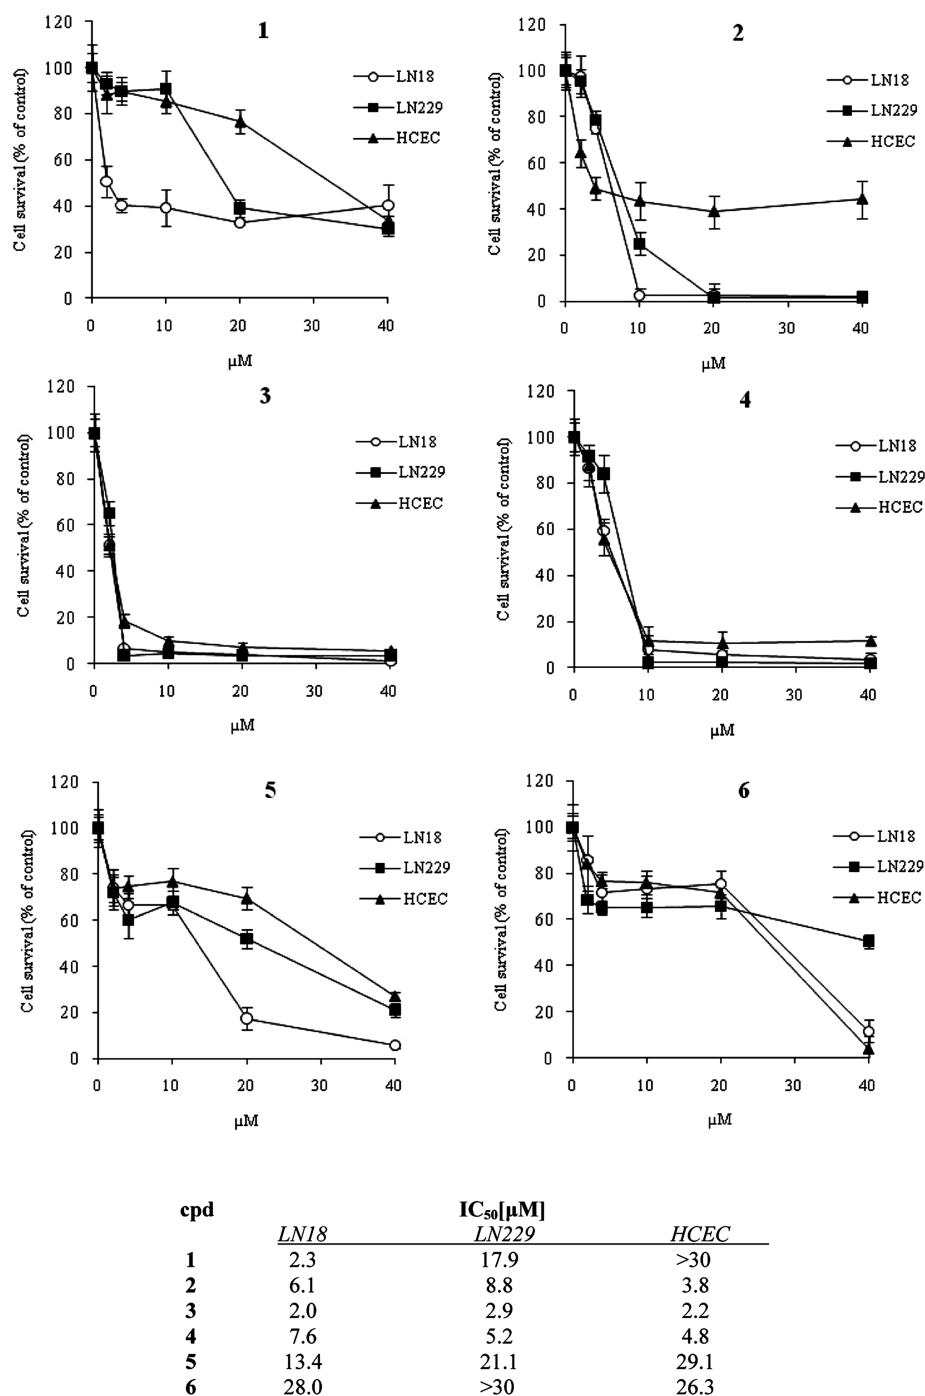 1
120
100
80
60
40
20
0
Cell survival (% of control)
0 10 20 30 40
µM
LN18
LN229
HCEC
2
120
100
80
60
40
20
0
Cell survival (% of control)
0 10 20 30 40
µM
LN18
LN229
HCEC
3
120
100
80
60
40
20
0
Cell survival (% of control)
0 10 20 30 40
µM
LN18
LN229
HCEC
4
120
100
80
60
40
20
0
Cell survival (% of control)
0 10 20 30 40
µM
LN18
LN229
HCEC
5
120
100
80
60
40
20
0
Cell survival (% of control)
0 10 20 30 40
µM
LN18
LN229
HCEC
6
120
100
80
60
40
20
0
Cell survival (% of control)
0 10 20 30 40
µM
LN18
LN229
HCEC
cpd IC50[µM]
LN18 LN229 HCEC
1 2.3 17.9 >30
2 6.1 8.8 3.8
3 2.0 2.9 2.2
4 7.6 5.2 4.8
5 13.4 21.1 29.1
6 28.0 >30 26.3